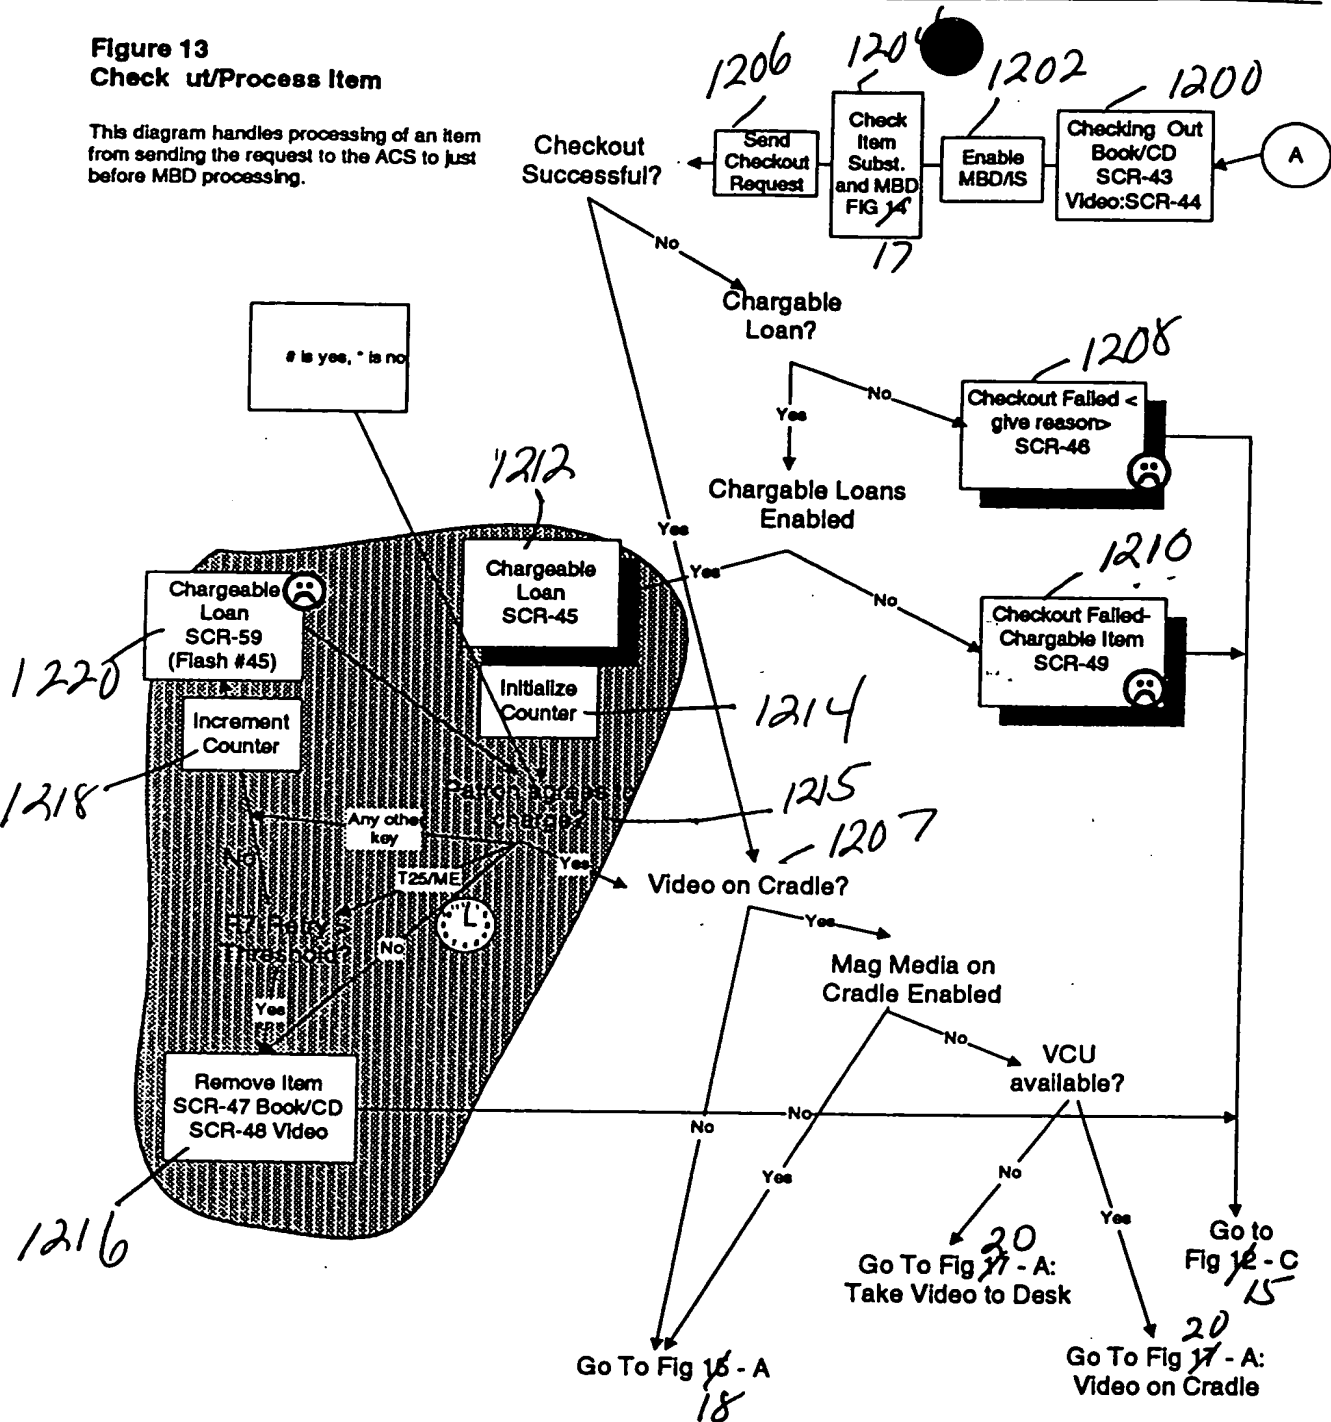 Figure 13
Check ut/Process Item
This diagram handles processing of an item
from sending the request to the ACS to just
before MBD processing.
1206
1204
1202
1200
Checkout
Successful?
Send
Checkout
Request
Check
Item
Subst.
and MBD
FIG 14
17
Enable
MBD/IS
Checking Out
Book/CD
SCR-43
Video:SCR-44
A
No
Chargable
Loan?
# is yes, * is no
1208
No
Yes
Checkout Failed <
give reason>
SCR-46
1212
Chargable Loans
Enabled
Yes
Yes
No
1210
Chargeable
Loan
SCR-45
Checkout Failed-
Chargable Item
SCR-49
Chargeable
Loan
SCR-59
(Flash #45)
1220
Initialize
Counter
1214
Increment
Counter
1218
Patron agrees to
charge?
1215
Any othe
key
No
T25/ME
Yes
1207
Video on Cradle?
R7 Retry
Threshold?
No
Yes
Yes
Mag Media on
Cradle Enabled
No
VCU
available?
Remove Item
SCR-47 Book/CD
SCR-48 Video
1216
No
No
Yes
No
Yes
20
Go To Fig 17 - A:
Take Video to Desk
Go to
Fig 12 - C
15
20
Go To Fig 17 - A:
Video on Cradle
Go To Fig 15 - A
18